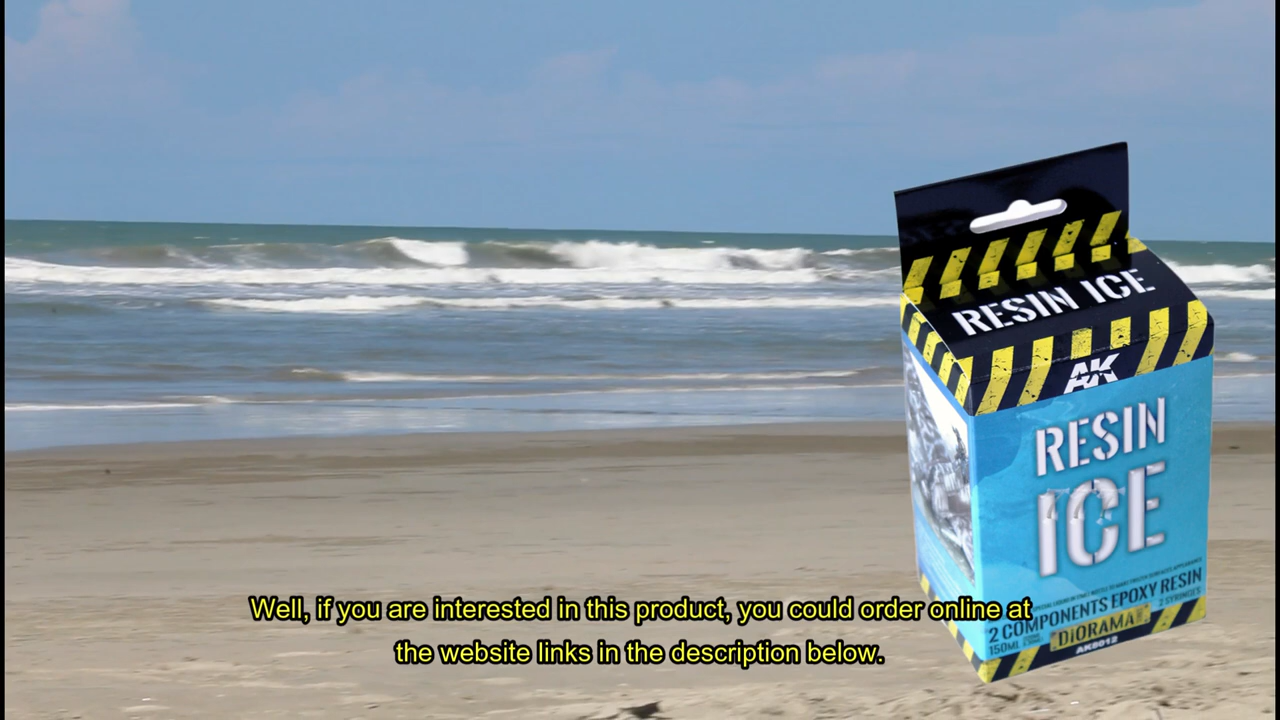 RESIN ICE
AK
RESIN
ICE
2 COMPONENTS EPOXY RESIN
150ML
2 SYRINGES
DIORAMA
AK8012
Well, if you are interested in this product, you could order online at
the website links in the description below.